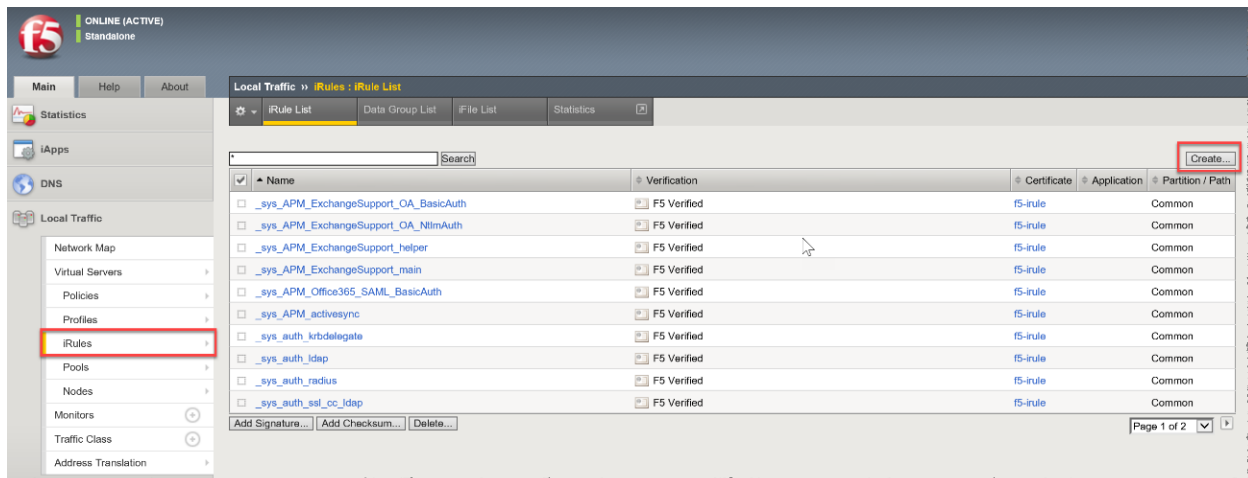 f5
ONLINE (ACTIVE)
Standalone
Main Help About
Statistics
iApps
DNS
Local Traffic
Network Map
Virtual Servers
Policies
Profiles
iRules
Pools
Nodes
Monitors
Traffic Class
Address Translation
Local Traffic ›› iRules : iRule List
iRule List Data Group List iFile List Statistics
* Search
Create...
Name Verification Certificate Application Partition / Path
_sys_APM_ExchangeSupport_OA_BasicAuth F5 Verified f5-irule Common
_sys_APM_ExchangeSupport_OA_NtlmAuth F5 Verified f5-irule Common
_sys_APM_ExchangeSupport_helper F5 Verified f5-irule Common
_sys_APM_ExchangeSupport_main F5 Verified f5-irule Common
_sys_APM_Office365_SAML_BasicAuth F5 Verified f5-irule Common
_sys_APM_activesync F5 Verified f5-irule Common
_sys_auth_krbdelegate F5 Verified f5-irule Common
_sys_auth_ldap F5 Verified f5-irule Common
_sys_auth_radius F5 Verified f5-irule Common
_sys_auth_ssl_cc_ldap F5 Verified f5-irule Common
Add Signature... Add Checksum... Delete...
Page 1 of 2